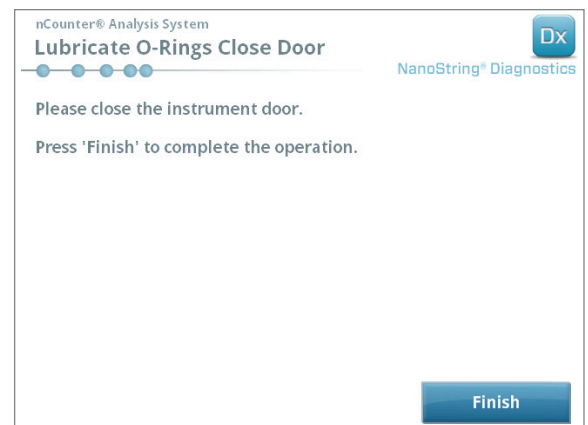 nCounter® Analysis System
Lubricate O-Rings Close Door
Dx
NanoString® Diagnostics
Please close the instrument door.
Press 'Finish' to complete the operation.
Finish